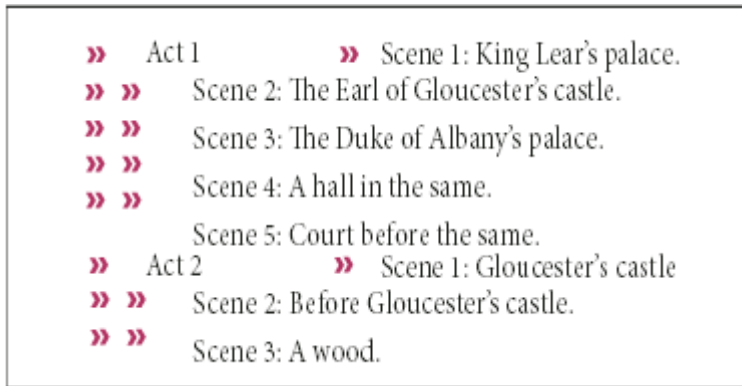 » Act 1 » Scene 1: King Lear's palace.
» » Scene 2: The Earl of Gloucester's castle.
» » Scene 3: The Duke of Albany's palace.
» » Scene 4: A hall in the same.
» » Scene 5: Court before the same.
» Act 2 » Scene 1: Gloucester's castle
» » Scene 2: Before Gloucester's castle.
» » Scene 3: A wood.